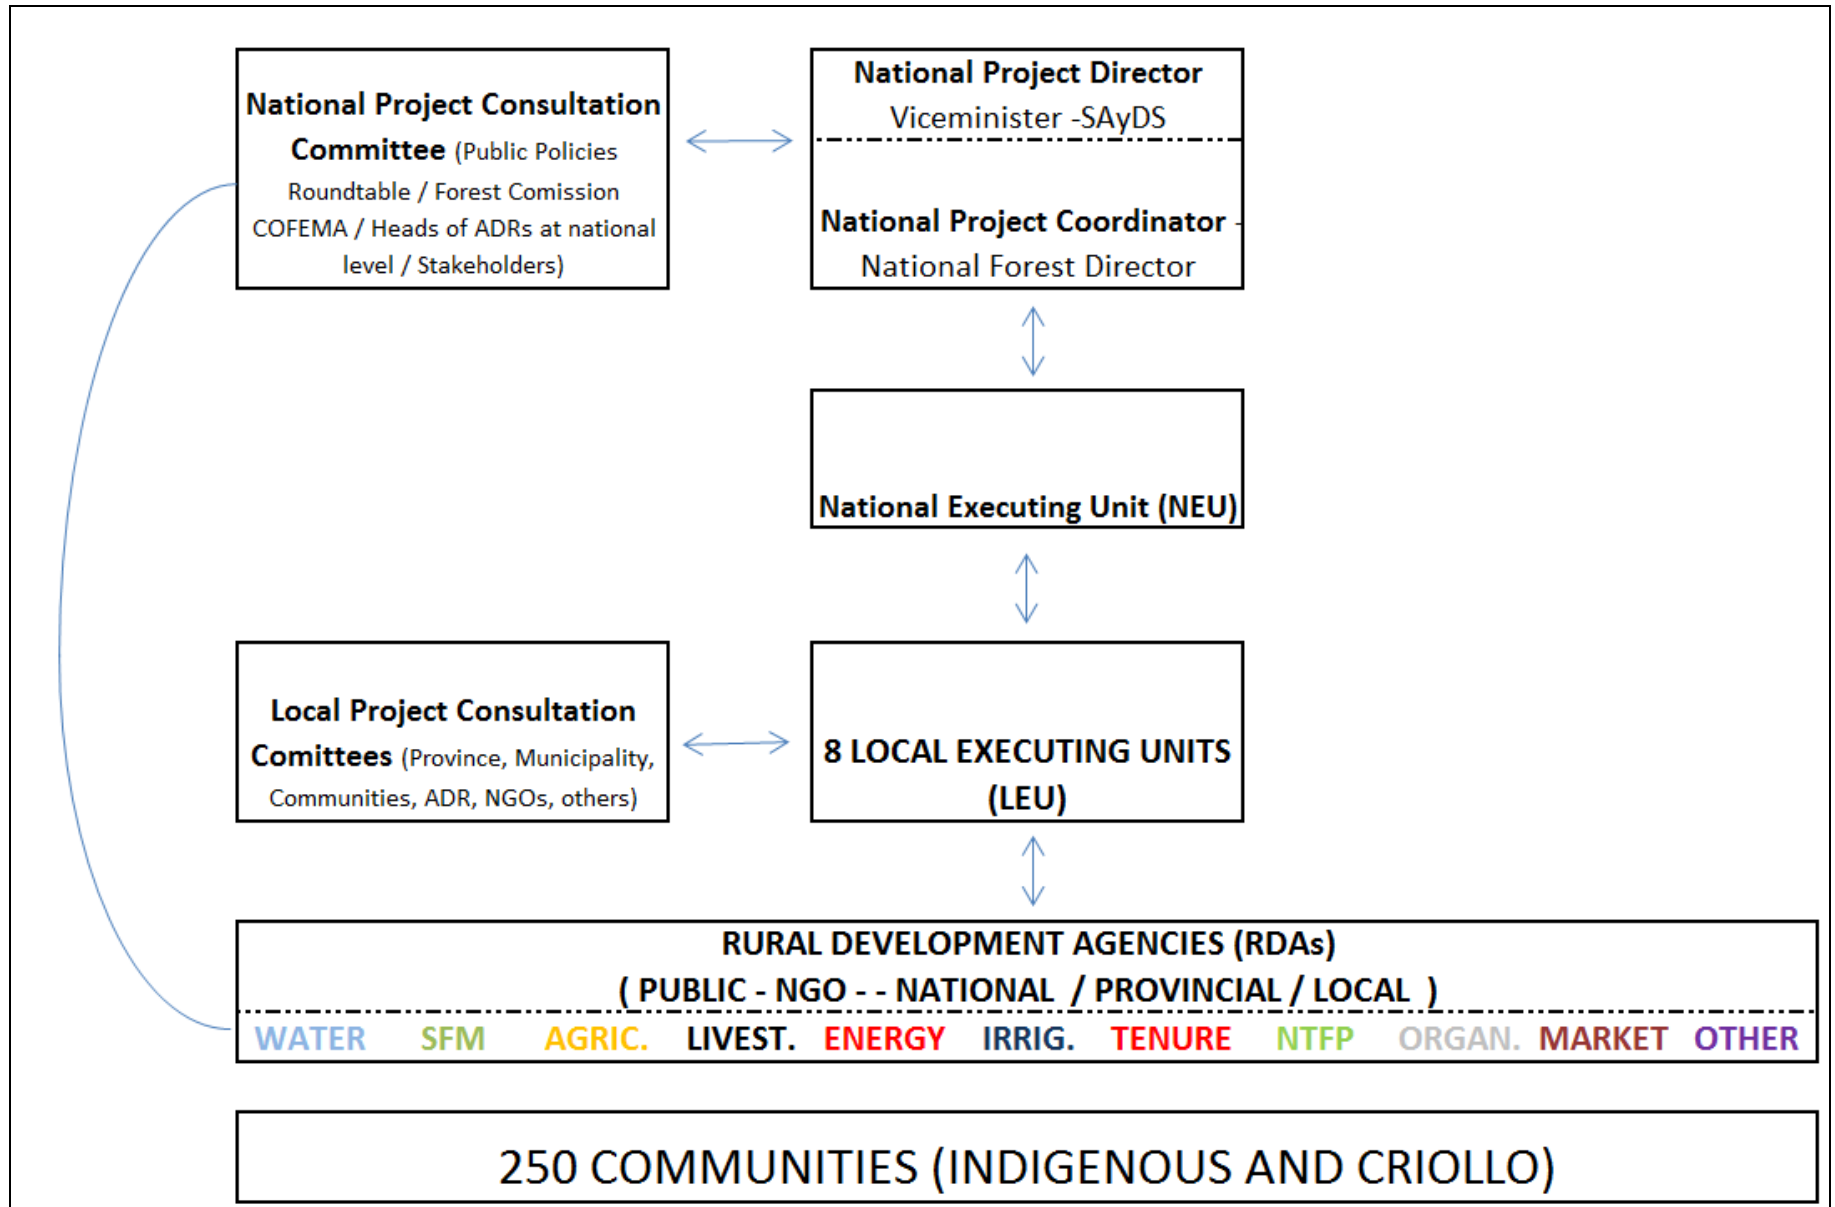 National Project Consultation
Committee (Public Policies
Roundtable / Forest Comission
COFEMA / Heads of ADRs at national
level / Stakeholders)
National Project Director
Viceminister -SAyDS
National Project Coordinator -
National Forest Director
National Executing Unit (NEU)
Local Project Consultation
Comittees (Province, Municipality,
Communities, ADR, NGOs, others)
8 LOCAL EXECUTING UNITS
(LEU)
RURAL DEVELOPMENT AGENCIES (RDAs)
( PUBLIC - NGO - - NATIONAL / PROVINCIAL / LOCAL )
WATER SFM AGRIC. LIVEST. ENERGY IRRIG. TENURE NTFP ORGAN. MARKET OTHER
250 COMMUNITIES (INDIGENOUS AND CRIOLLO)